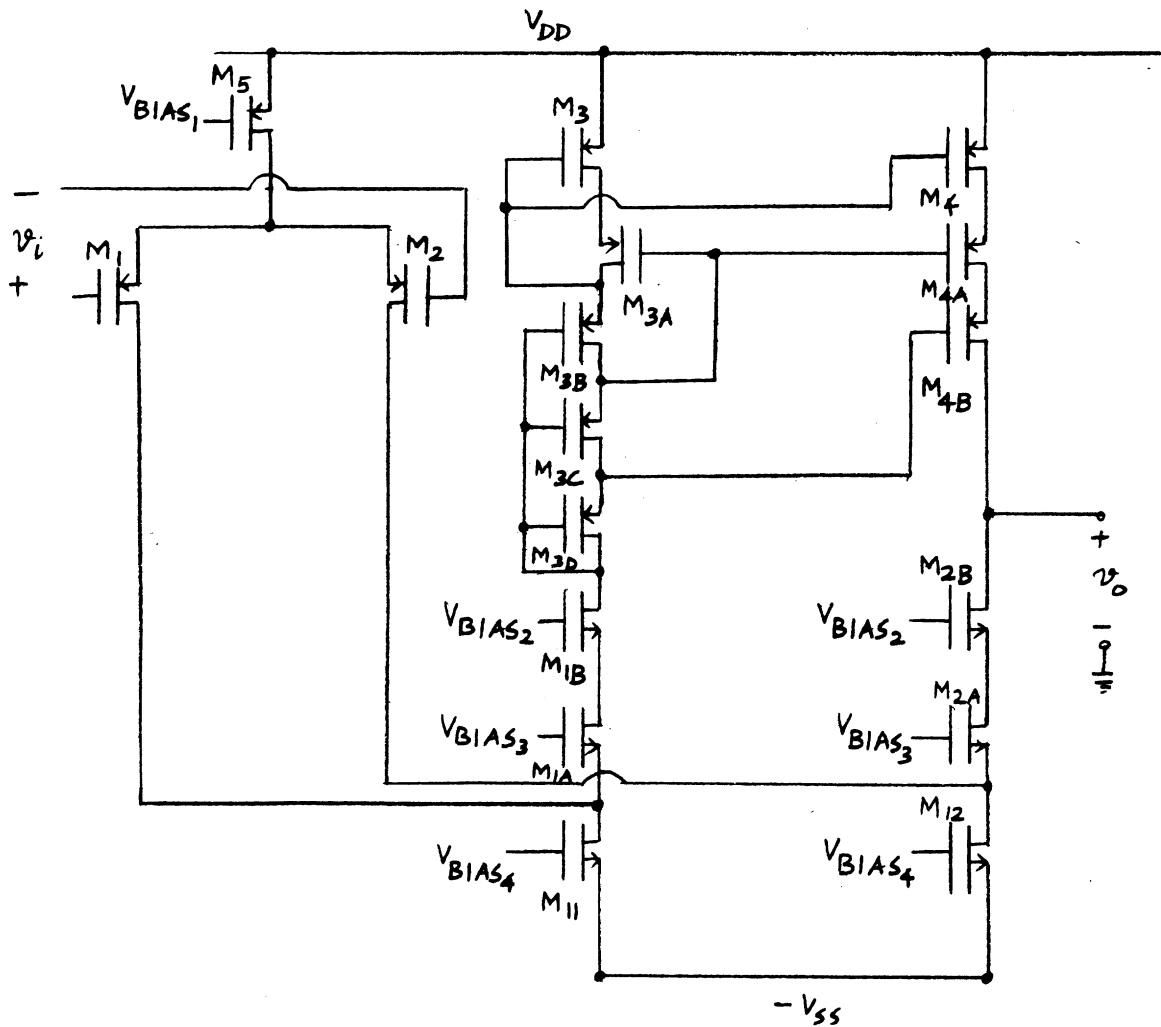 V_DD
M_5
V_BIAS_1
M_3
M_4
−
v_i
+
M_1
M_2
M_3A
M_4A
M_3B
M_4B
M_3C
M_3D
+
v_o
−
V_BIAS_2
M_1B
V_BIAS_2
M_2B
V_BIAS_3
M_1A
V_BIAS_3
M_2A
V_BIAS_4
M_11
V_BIAS_4
M_12
− V_SS